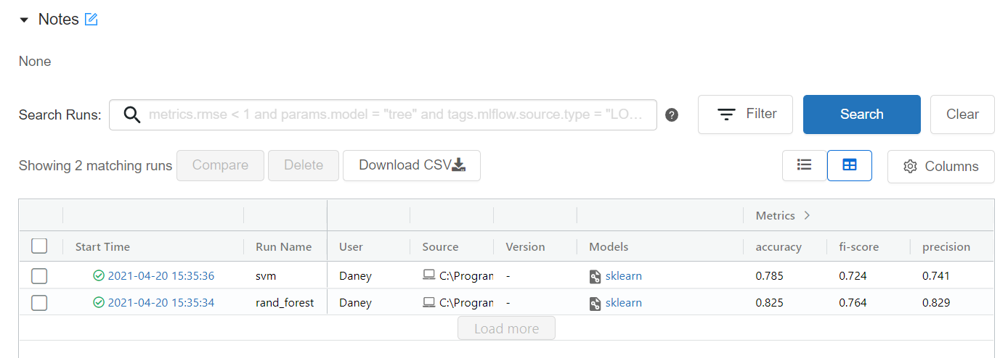 Notes
None
Search Runs: metrics.rmse < 1 and params.model = "tree" and tags.mlflow.source.type = "LO... ? Filter Search Clear
Showing 2 matching runs Compare Delete Download CSV Columns
Metrics >
Start Time Run Name User Source Version Models accuracy fi-score precision
2021-04-20 15:35:36 svm Daney C:\Progran - sklearn 0.785 0.724 0.741
2021-04-20 15:35:34 rand_forest Daney C:\Progran - sklearn 0.825 0.764 0.829
Load more